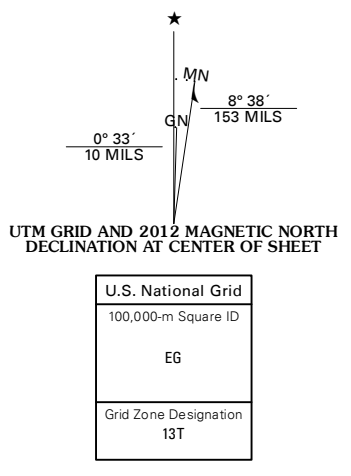 ★
MN
GN
8° 38´
153 MILS
0° 33´
10 MILS
UTM GRID AND 2012 MAGNETIC NORTH
DECLINATION AT CENTER OF SHEET
U.S. National Grid
100,000-m Square ID
EG
Grid Zone Designation
13T